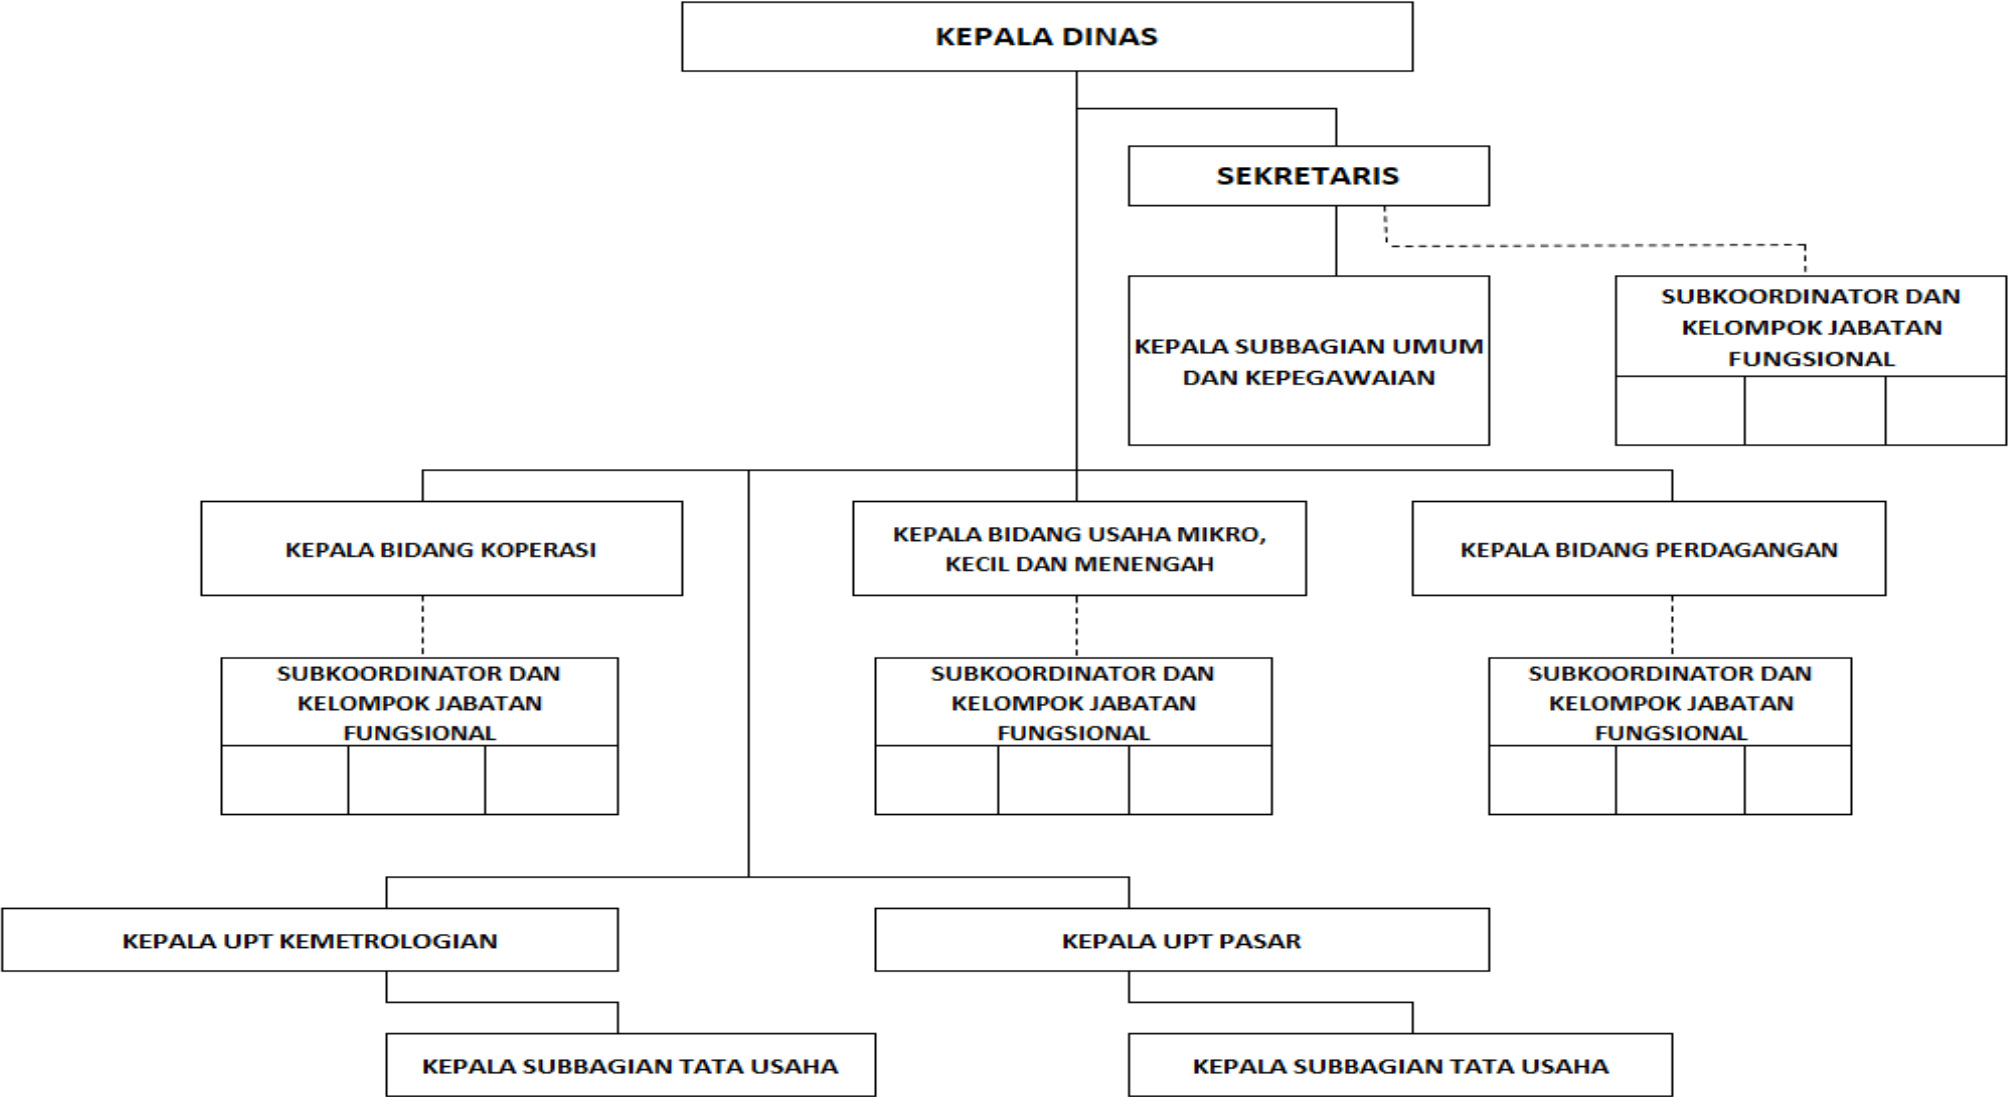 KEPALA DINAS
SEKRETARIS
KEPALA SUBBAGIAN UMUM
DAN KEPEGAWAIAN
SUBKOORDINATOR DAN
KELOMPOK JABATAN
FUNGSIONAL
KEPALA BIDANG KOPERASI
KEPALA BIDANG USAHA MIKRO,
KECIL DAN MENENGAH
KEPALA BIDANG PERDAGANGAN
SUBKOORDINATOR DAN
KELOMPOK JABATAN
FUNGSIONAL
SUBKOORDINATOR DAN
KELOMPOK JABATAN
FUNGSIONAL
SUBKOORDINATOR DAN
KELOMPOK JABATAN
FUNGSIONAL
KEPALA UPT KEMETROLOGIAN
KEPALA UPT PASAR
KEPALA SUBBAGIAN TATA USAHA
KEPALA SUBBAGIAN TATA USAHA